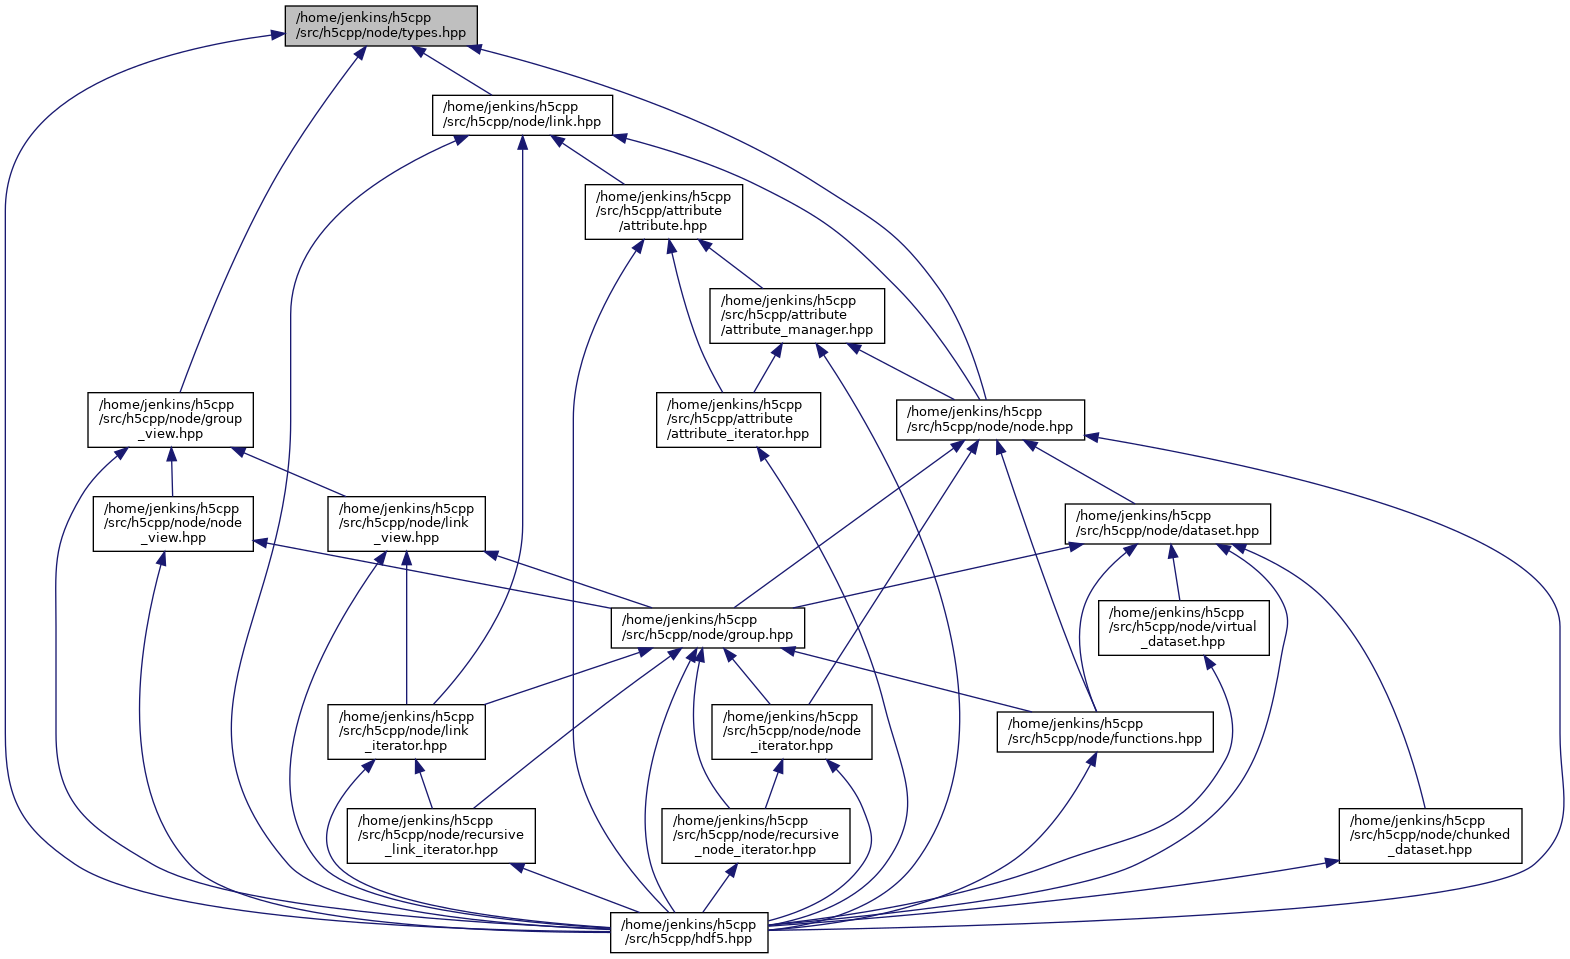 /home/jenkins/h5cpp
/src/h5cpp/node/types.hpp
/home/jenkins/h5cpp
/src/h5cpp/node/link.hpp
/home/jenkins/h5cpp
/src/h5cpp/attribute
/attribute.hpp
/home/jenkins/h5cpp
/src/h5cpp/attribute
/attribute_manager.hpp
/home/jenkins/h5cpp
/src/h5cpp/node/group
_view.hpp
/home/jenkins/h5cpp
/src/h5cpp/attribute
/attribute_iterator.hpp
/home/jenkins/h5cpp
/src/h5cpp/node/node.hpp
/home/jenkins/h5cpp
/src/h5cpp/node/node
_view.hpp
/home/jenkins/h5cpp
/src/h5cpp/node/link
_view.hpp
/home/jenkins/h5cpp
/src/h5cpp/node/dataset.hpp
/home/jenkins/h5cpp
/src/h5cpp/node/group.hpp
/home/jenkins/h5cpp
/src/h5cpp/node/virtual
_dataset.hpp
/home/jenkins/h5cpp
/src/h5cpp/node/link
_iterator.hpp
/home/jenkins/h5cpp
/src/h5cpp/node/node
_iterator.hpp
/home/jenkins/h5cpp
/src/h5cpp/node/functions.hpp
/home/jenkins/h5cpp
/src/h5cpp/node/recursive
_link_iterator.hpp
/home/jenkins/h5cpp
/src/h5cpp/node/recursive
_node_iterator.hpp
/home/jenkins/h5cpp
/src/h5cpp/node/chunked
_dataset.hpp
/home/jenkins/h5cpp
/src/h5cpp/hdf5.hpp